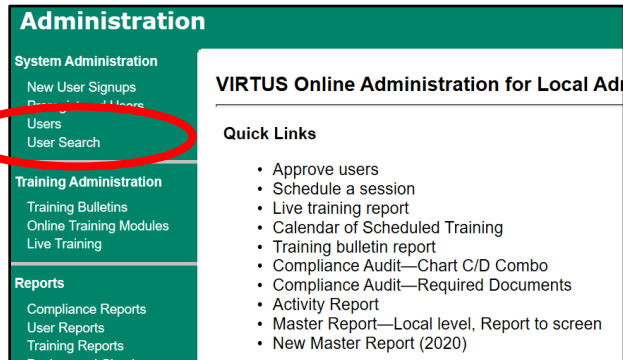 Administration
System Administration
New User Signups
Preregistered Users
Users
User Search
Training Administration
Training Bulletins
Online Training Modules
Live Training
Reports
Compliance Reports
User Reports
Training Reports
VIRTUS Online Administration for Local Ad
Quick Links
• Approve users
• Schedule a session
• Live training report
• Calendar of Scheduled Training
• Training bulletin report
• Compliance Audit—Chart C/D Combo
• Compliance Audit—Required Documents
• Activity Report
• Master Report—Local level, Report to screen
• New Master Report (2020)